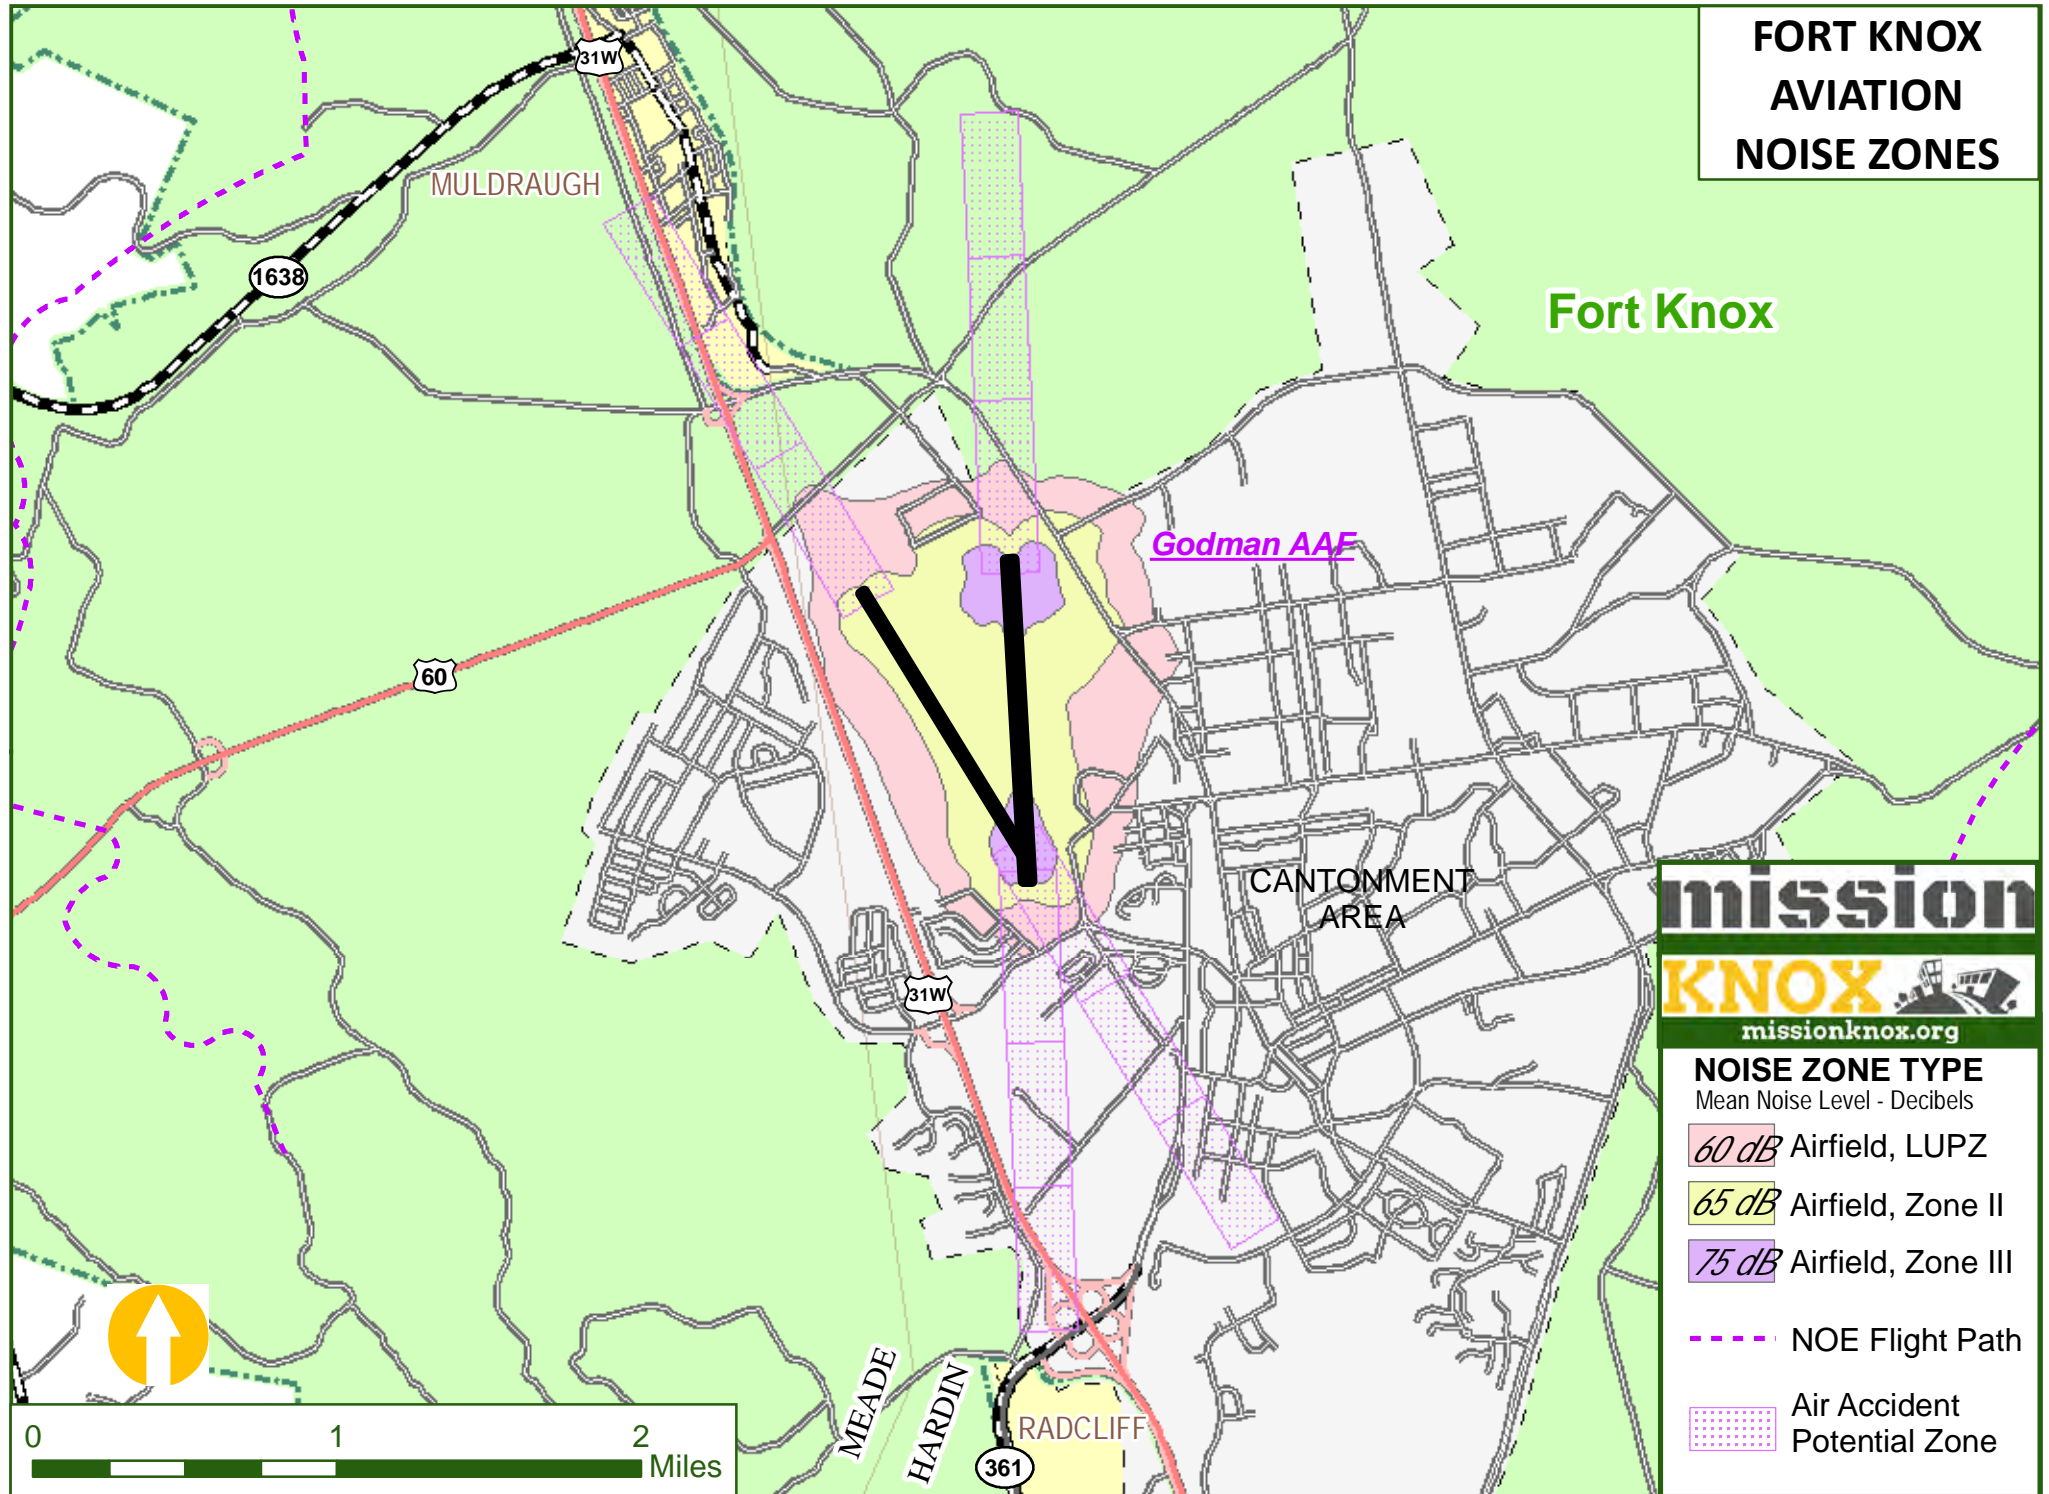 FORT KNOX
AVIATION
NOISE ZONES
31W
MULDRAUGH
1638
Fort Knox
Godman AAF
60
CANTONMENT
AREA
31W
mission
KNOX
missionknox.org
NOISE ZONE TYPE
Mean Noise Level - Decibels
60 dB Airfield, LUPZ
65 dB Airfield, Zone II
75 dB Airfield, Zone III
NOE Flight Path
Air Accident
Potential Zone
MEADE
HARDIN
RADCLIFF
361
0 1 2
Miles